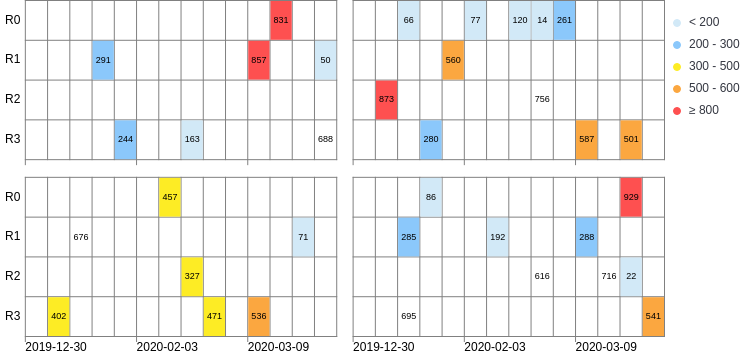 R0 831 66 77 120 14 261
R1 291 857 50 560
R2 873 756
R3 244 163 688 280 587 501
< 200
200 - 300
300 - 500
500 - 600
≥ 800
R0 457 86 929
R1 676 71 285 192 288
R2 327 616 716 22
R3 402 471 536 695 541
2019-12-30 2020-02-03 2020-03-09 2019-12-30 2020-02-03 2020-03-09